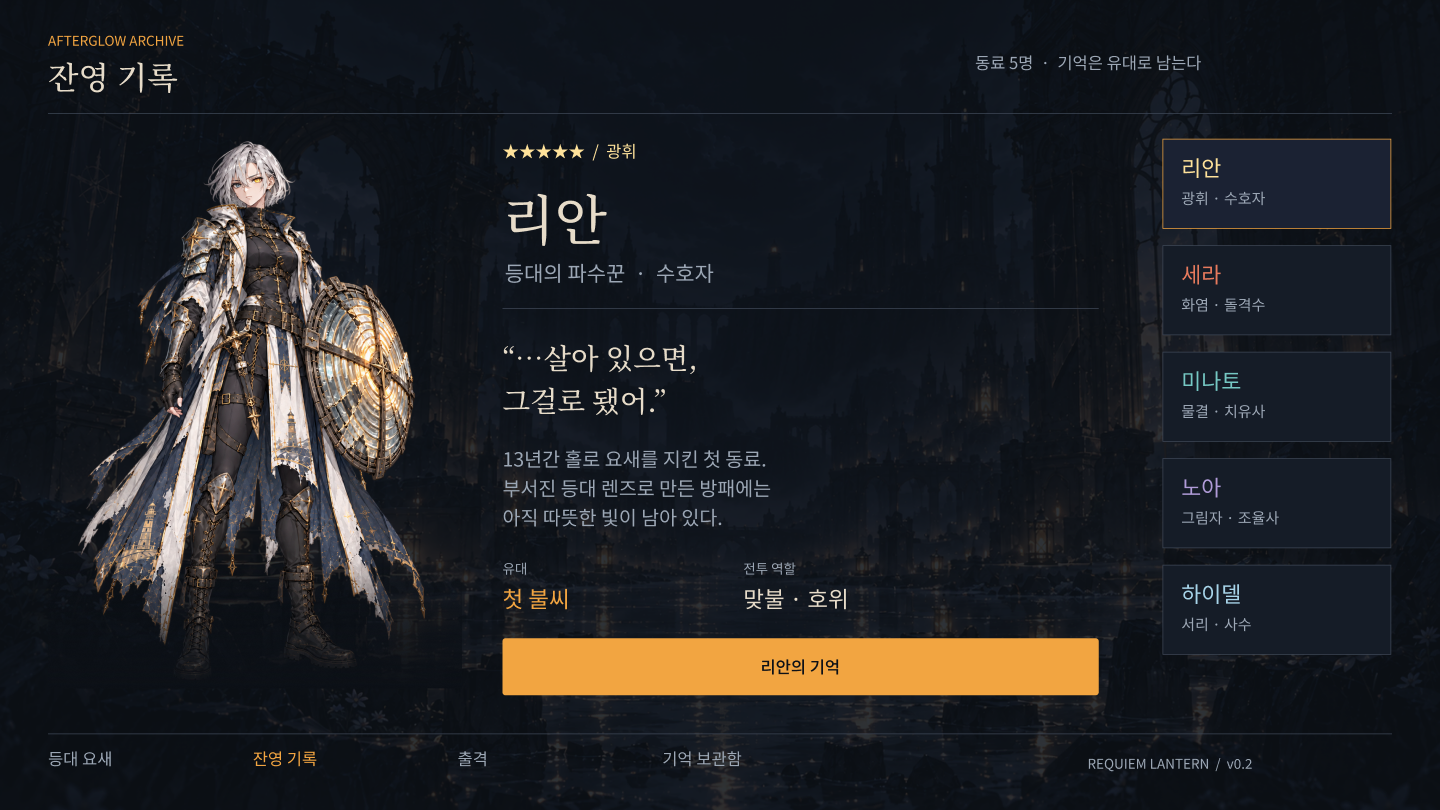 AFTERGLOW ARCHIVE
잔영 기록
동료 5명 · 기억은 유대로 남는다
★★★★★ / 광휘
리안
등대의 파수꾼 · 수호자
“…살아 있으면,
그걸로 됐어.”
13년간 홀로 요새를 지킨 첫 동료.
부서진 등대 렌즈로 만든 방패에는
아직 따뜻한 빛이 남아 있다.
유대
첫 불씨
전투 역할
맞불 · 호위
리안의 기억
리안
광휘 · 수호자
세라
화염 · 돌격수
미나토
물결 · 치유사
노아
그림자 · 조율사
하이델
서리 · 사수
등대 요새
잔영 기록
출격
기억 보관함
REQUIEM LANTERN / v0.2